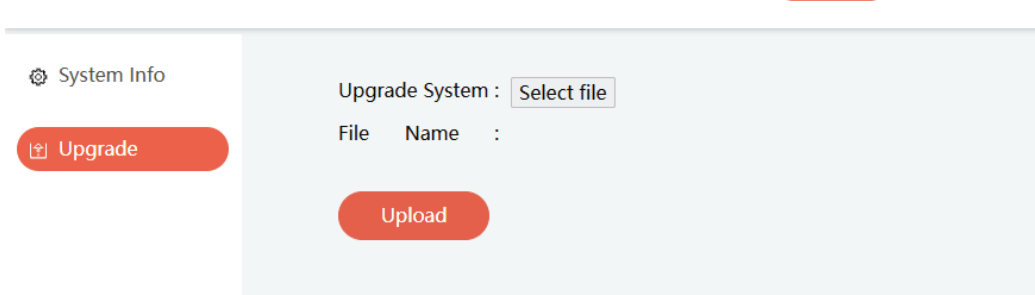 System Info
Upgrade
Upgrade System : Select file
File Name :
Upload